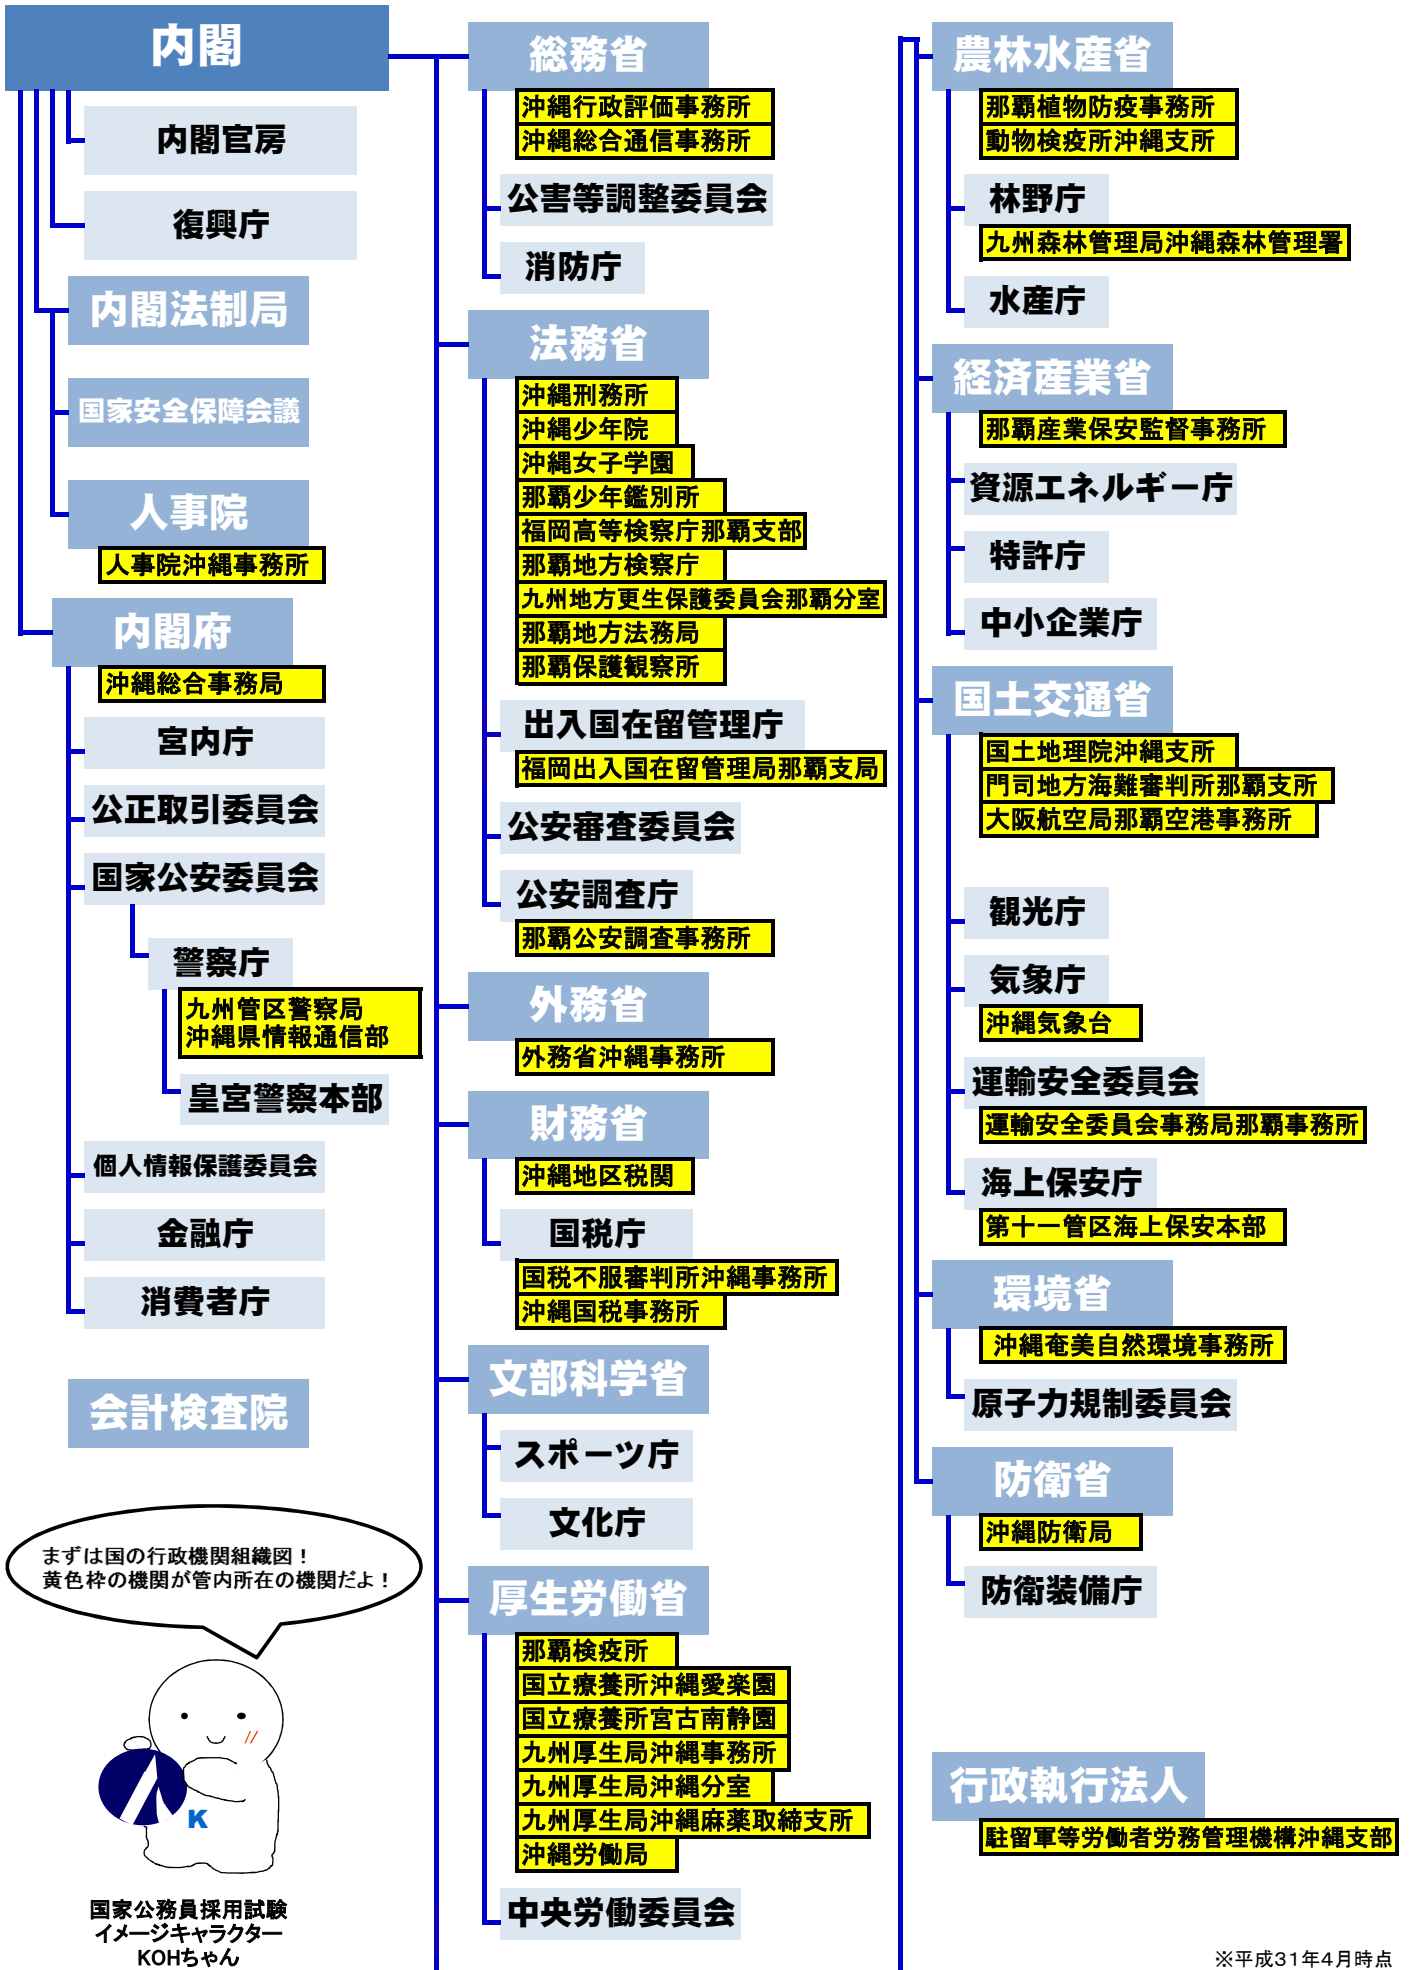 内閣
内閣官房
復興庁
内閣法制局
国家安全保障会議
人事院
人事院沖縄事務所
内閣府
沖縄総合事務局
宮内庁
公正取引委員会
国家公安委員会
警察庁
九州管区警察局
沖縄県情報通信部
皇宮警察本部
個人情報保護委員会
金融庁
消費者庁
会計検査院
まずは国の行政機関組織図！
黄色枠の機関が管内所在の機関だよ！
K
国家公務員採用試験
イメージキャラクター
KOHちゃん
総務省
沖縄行政評価事務所
沖縄総合通信事務所
公害等調整委員会
消防庁
法務省
沖縄刑務所
沖縄少年院
沖縄女子学園
那覇少年鑑別所
福岡高等検察庁那覇支部
那覇地方検察庁
九州地方更生保護委員会那覇分室
那覇地方法務局
那覇保護観察所
出入国在留管理庁
福岡出入国在留管理局那覇支局
公安審査委員会
公安調査庁
那覇公安調査事務所
外務省
外務省沖縄事務所
財務省
沖縄地区税関
国税庁
国税不服審判所沖縄事務所
沖縄国税事務所
文部科学省
スポーツ庁
文化庁
厚生労働省
那覇検疫所
国立療養所沖縄愛楽園
国立療養所宮古南静園
九州厚生局沖縄事務所
九州厚生局沖縄分室
九州厚生局沖縄麻薬取締支所
沖縄労働局
中央労働委員会
農林水産省
那覇植物防疫事務所
動物検疫所沖縄支所
林野庁
九州森林管理局沖縄森林管理署
水産庁
経済産業省
那覇産業保安監督事務所
資源エネルギー庁
特許庁
中小企業庁
国土交通省
国土地理院沖縄支所
門司地方海難審判所那覇支所
大阪航空局那覇空港事務所
観光庁
気象庁
沖縄気象台
運輸安全委員会
運輸安全委員会事務局那覇事務所
海上保安庁
第十一管区海上保安本部
環境省
沖縄奄美自然環境事務所
原子力規制委員会
防衛省
沖縄防衛局
防衛装備庁
行政執行法人
駐留軍等労働者労務管理機構沖縄支部
※平成31年4月時点